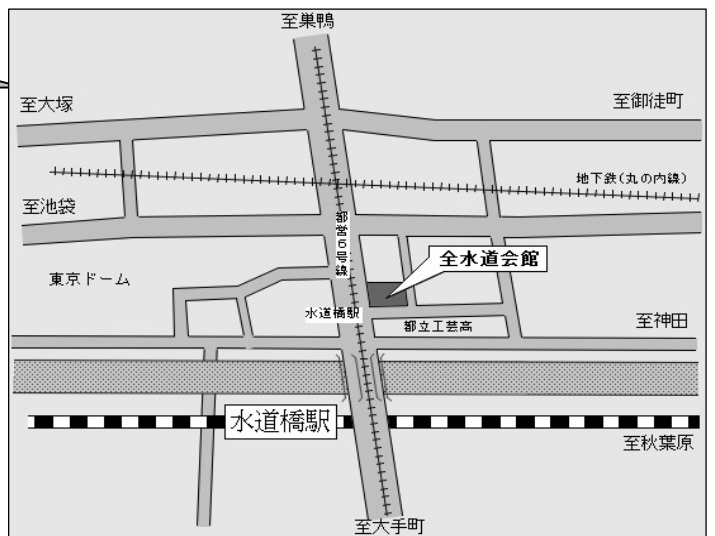 至巣鴨
至大塚
至御徒町
地下鉄(丸の内線)
至池袋
都営6号線
全水道会館
東京ドーム
水道橋駅
都立工芸高
至神田
水道橋駅
至秋葉原
至大手町